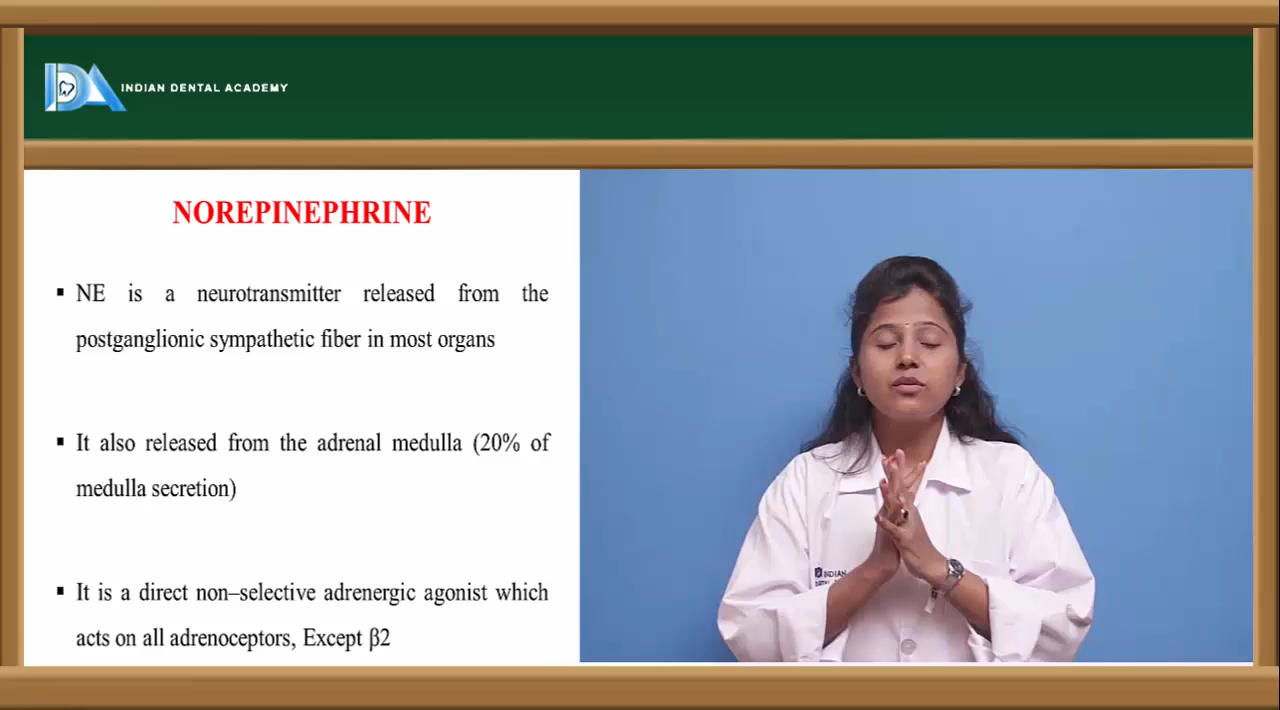 INDIAN DENTAL ACADEMY
NOREPINEPHRINE
▪ NE is a neurotransmitter released from the
postganglionic sympathetic fiber in most organs
▪ It also released from the adrenal medulla (20% of
medulla secretion)
▪ It is a direct non–selective adrenergic agonist which
acts on all adrenoceptors, Except β2
INDIAN